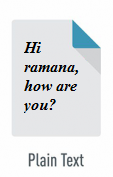 Hi
ramana,
how are
you?
Plain Text